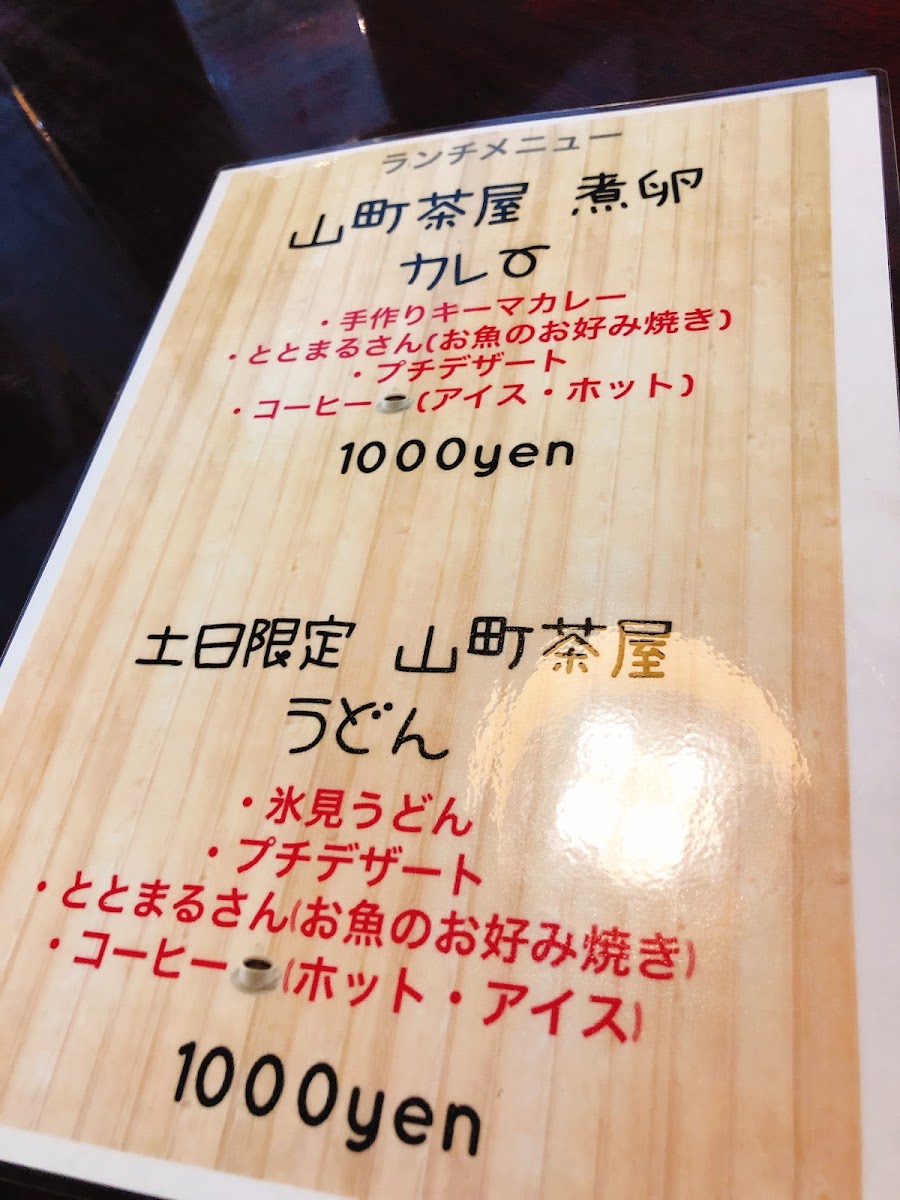 ランチメニュー
山町茶屋 煮卵
カレー
・手作りキーマカレー
・ととまるさん(お魚のお好み焼き)
・プチデザート
・コーヒー☕(アイス・ホット)
1000yen
土日限定 山町茶屋
うどん
・氷見うどん
・プチデザート
・ととまるさん(お魚のお好み焼き)
・コーヒー☕(ホット・アイス)
1000yen